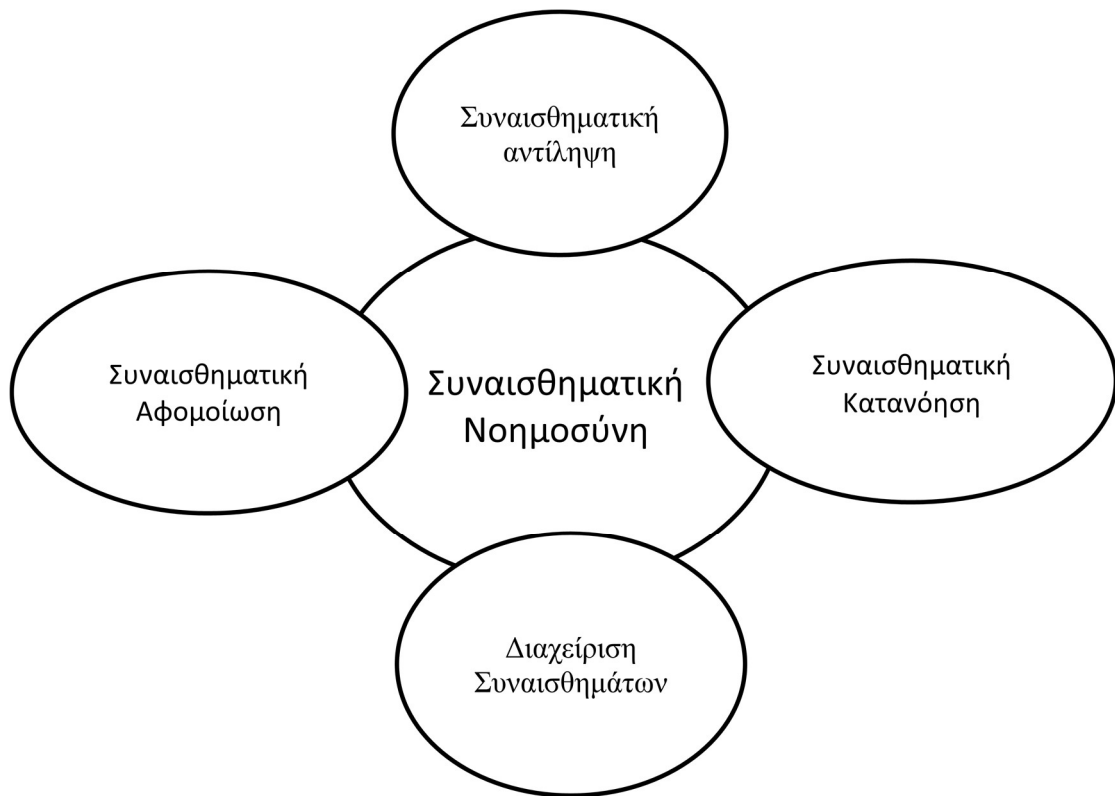 Συναισθηματική
αντίληψη
Συναισθηματική
Αφομοίωση
Συναισθηματική
Νοημοσύνη
Συναισθηματική
Κατανόηση
Διαχείριση
Συναισθημάτων